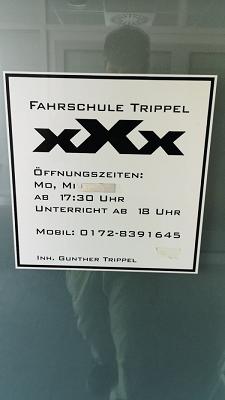 FAHRSCHULE TRIPPEL
xXx
ÖFFNUNGSZEITEN:
MO, MI
AB 17:30 UHR
UNTERRICHT AB 18 UHR
MOBIL: 0172-8391645
INH. GUNTHER TRIPPEL